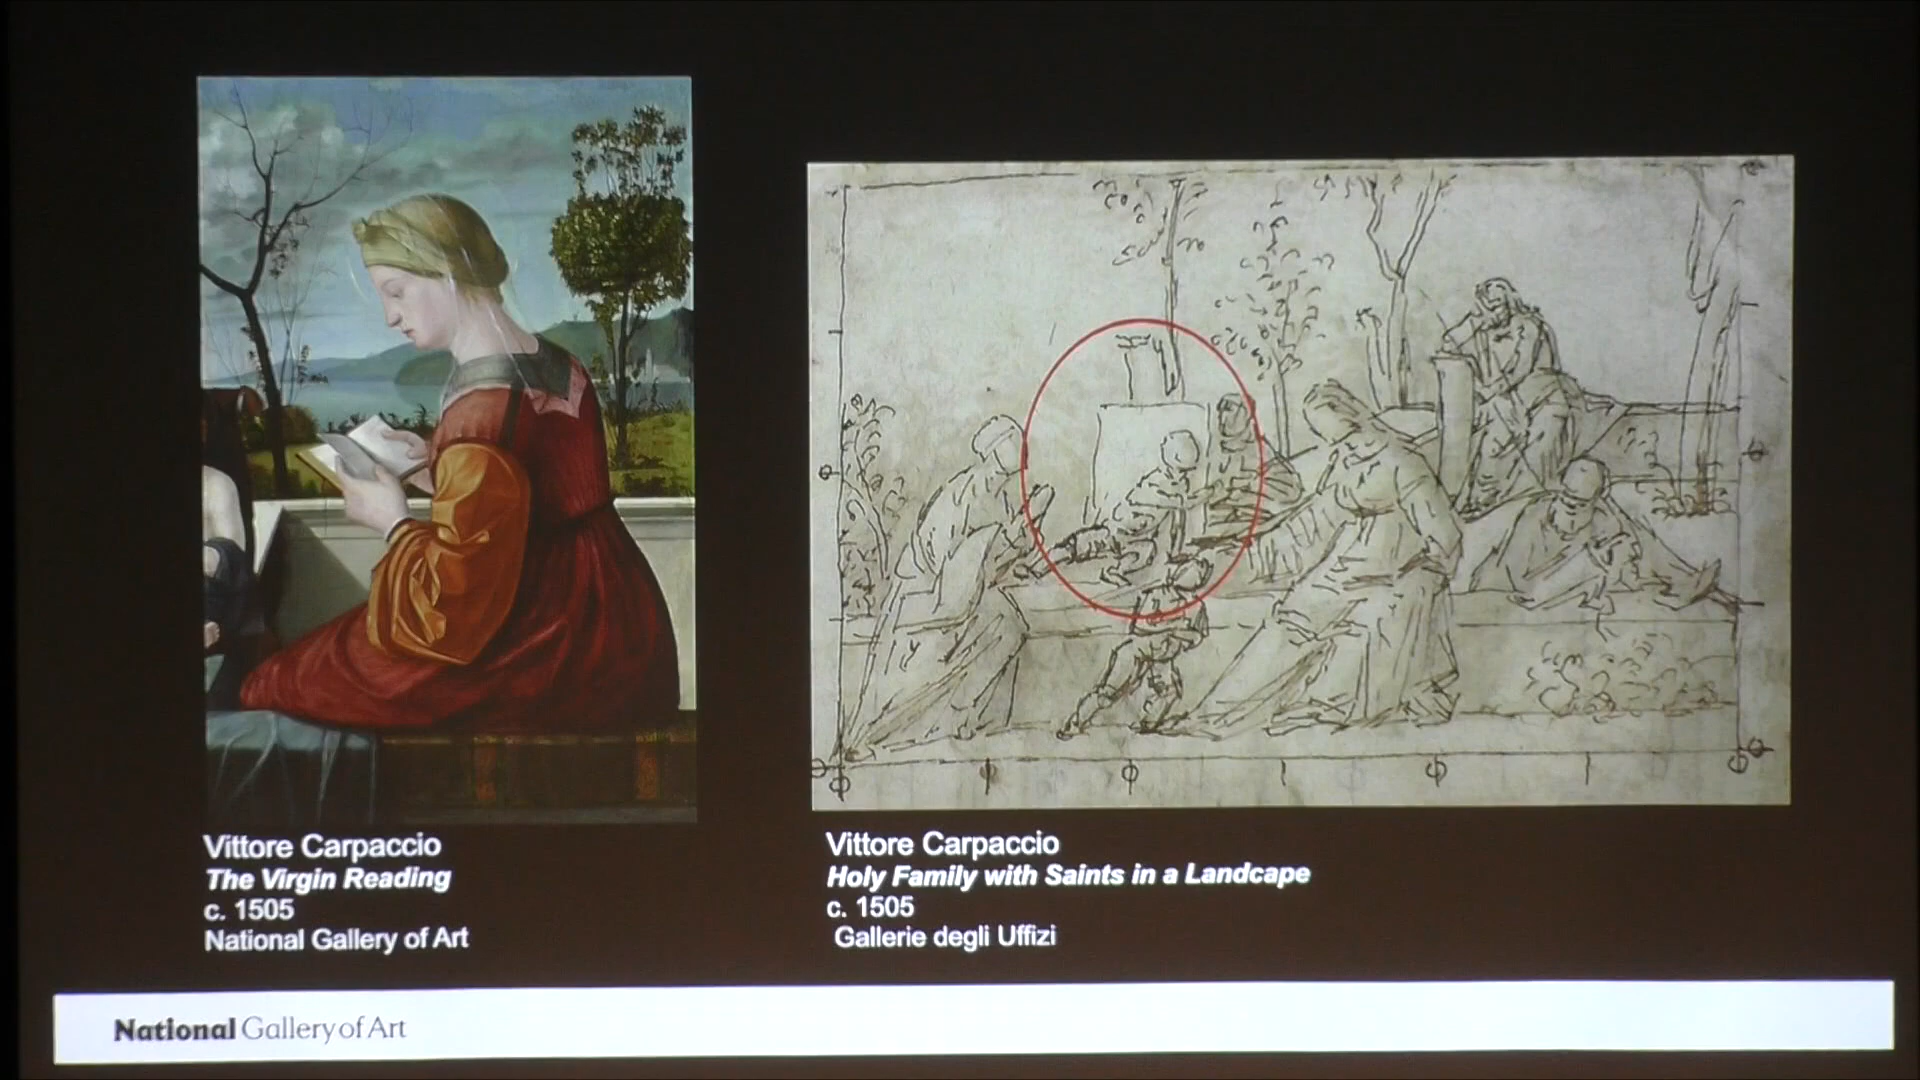 Vittore Carpaccio
The Virgin Reading
c. 1505
National Gallery of Art
Vittore Carpaccio
Holy Family with Saints in a Landcape
c. 1505
Gallerie degli Uffizi
National Gallery of Art